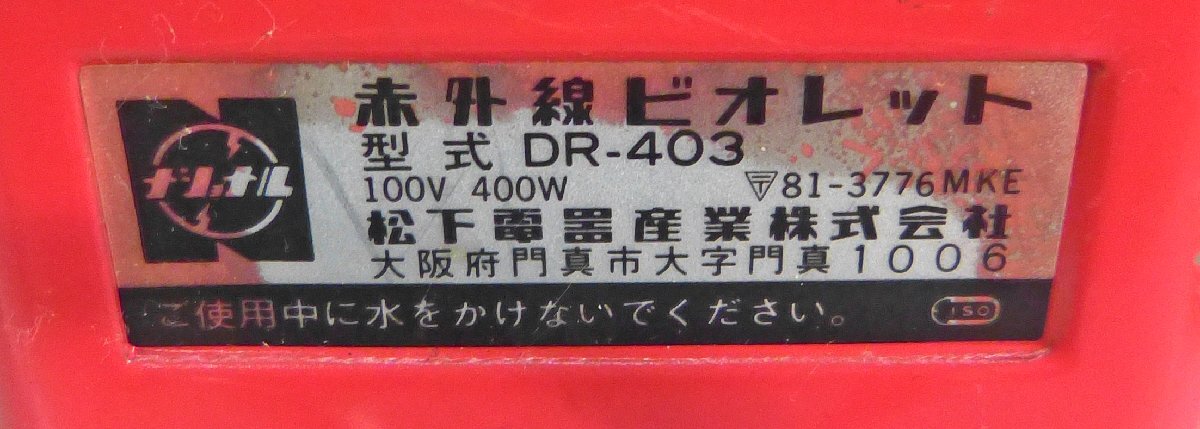 赤外線ビオレット
ナショナル
型式 DR-403
100V 400W 〒81-3776 MKE
松下電器産業株式会社
大阪府門真市大字門真1006
ご使用中に水をかけないでください。 ISO